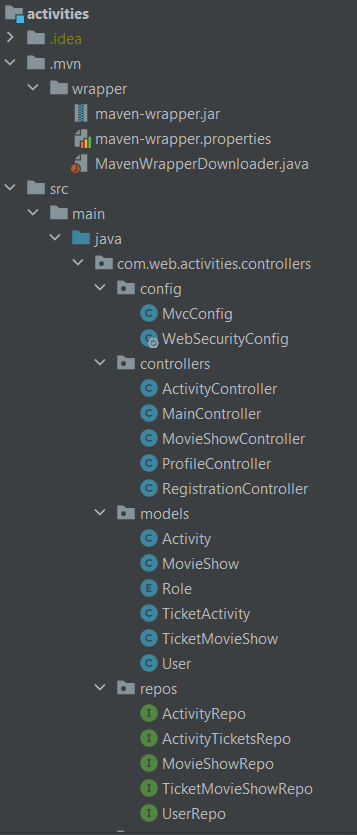 activities
.idea
.mvn
wrapper
maven-wrapper.jar
maven-wrapper.properties
MavenWrapperDownloader.java
src
main
java
com.web.activities.controllers
config
C MvcConfig
C WebSecurityConfig
controllers
C ActivityController
C MainController
C MovieShowController
C ProfileController
C RegistrationController
models
C Activity
C MovieShow
E Role
C TicketActivity
C TicketMovieShow
C User
repos
I ActivityRepo
I ActivityTicketsRepo
I MovieShowRepo
I TicketMovieShowRepo
I UserRepo